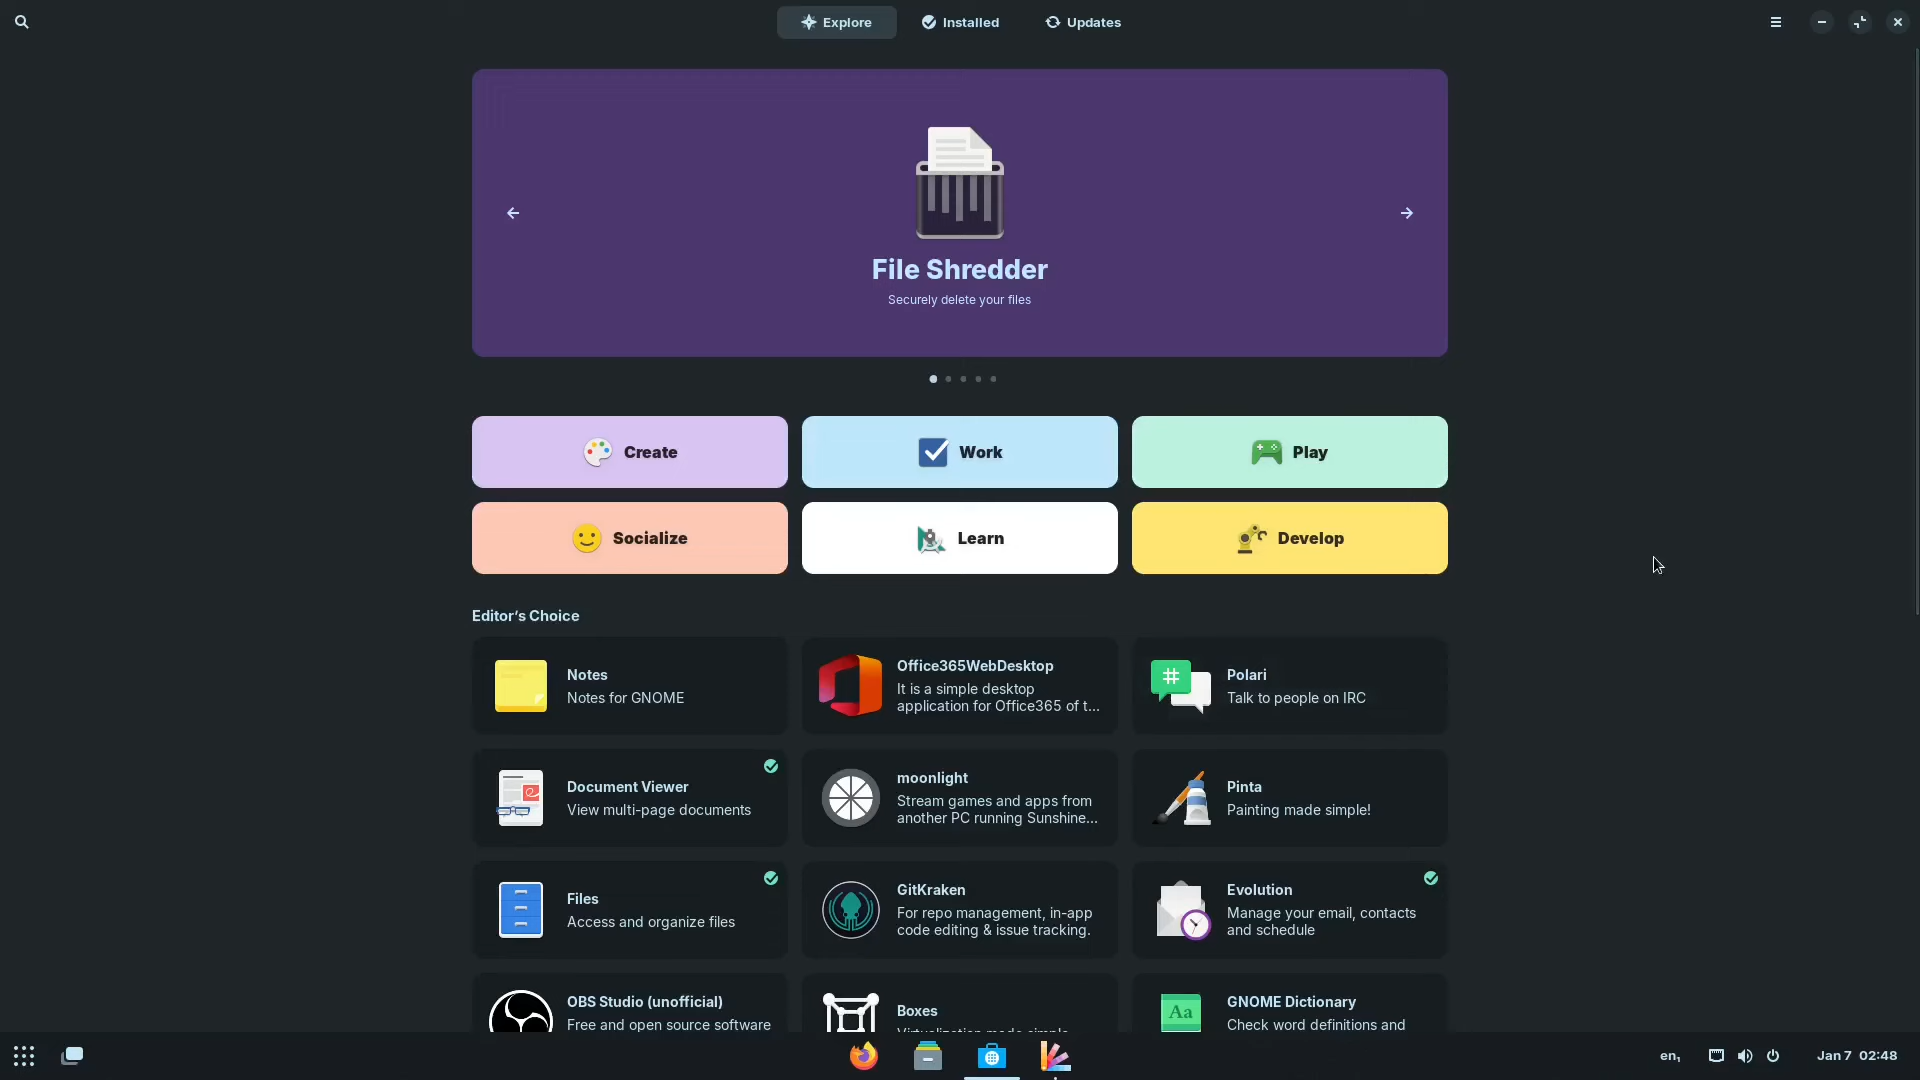 Explore
Installed
Updates
File Shredder
Securely delete your files
Create
Work
Play
Socialize
Learn
Develop
Editor’s Choice
Notes
Notes for GNOME
Office365WebDesktop
It is a simple desktop
application for Office365 of t...
Polari
Talk to people on IRC
Document Viewer
View multi-page documents
moonlight
Stream games and apps from
another PC running Sunshine...
Pinta
Painting made simple!
Files
Access and organize files
GitKraken
For repo management, in-app
code editing & issue tracking.
Evolution
Manage your email, contacts
and schedule
OBS Studio (unofficial)
Free and open source software
Boxes
Virtualization made simple
GNOME Dictionary
Check word definitions and
Aa
en₁
Jan 7 02:48